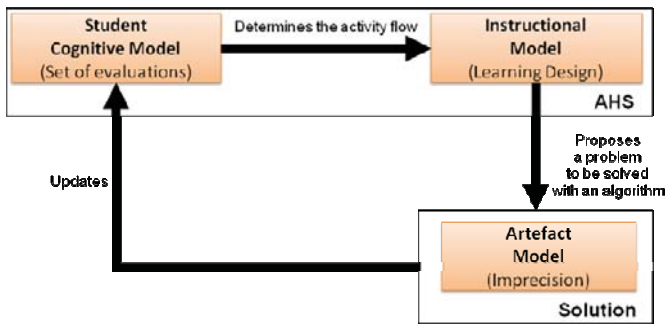 Student
Cognitive Model
(Set of evaluations)
Determines the activity flow
Instructional
Model
(Learning Design)
AHS
Proposes
a problem
to be solved
with an algorithm
Updates
Artefact
Model
(Imprecision)
Solution